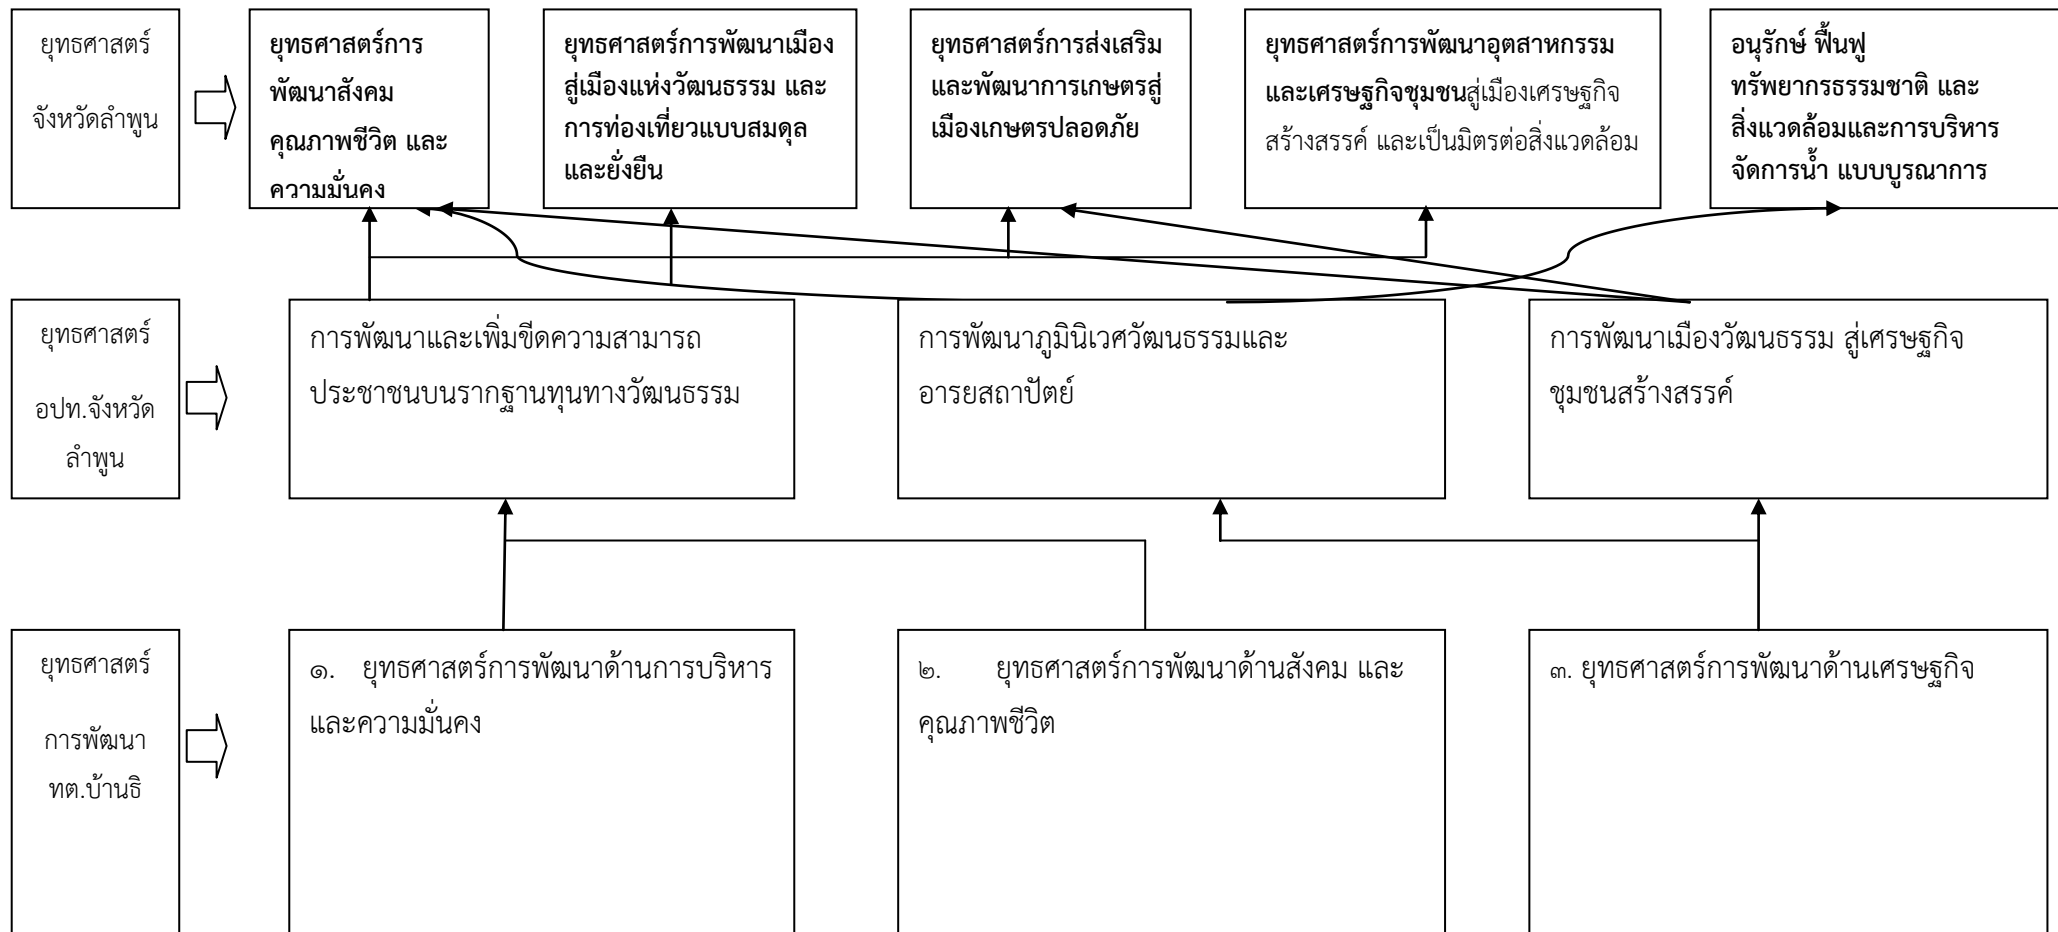 ยุทธศาสตร์
จังหวัดลำพูน
ยุทธศาสตร์การ
พัฒนาสังคม
คุณภาพชีวิต และ
ความมั่นคง
ยุทธศาสตร์การพัฒนาเมือง
สู่เมืองแห่งวัฒนธรรม และ
การท่องเที่ยวแบบสมดุล
และยั่งยืน
ยุทธศาสตร์การส่งเสริม
และพัฒนาการเกษตรสู่
เมืองเกษตรปลอดภัย
ยุทธศาสตร์การพัฒนาอุตสาหกรรม
และเศรษฐกิจชุมชนสู่เมืองเศรษฐกิจ
สร้างสรรค์ และเป็นมิตรต่อสิ่งแวดล้อม
อนุรักษ์ ฟื้นฟู
ทรัพยากรธรรมชาติ และ
สิ่งแวดล้อมและการบริหาร
จัดการน้ำ แบบบูรณาการ
ยุทธศาสตร์
อปท.จังหวัด
ลำพูน
การพัฒนาและเพิ่มขีดความสามารถ
ประชาชนบนรากฐานทุนทางวัฒนธรรม
การพัฒนาภูมินิเวศวัฒนธรรมและ
อารยสถาปัตย์
การพัฒนาเมืองวัฒนธรรม สู่เศรษฐกิจ
ชุมชนสร้างสรรค์
ยุทธศาสตร์
การพัฒนา
ทต.บ้านธิ
๑. ยุทธศาสตร์การพัฒนาด้านการบริหาร
และความมั่นคง
๒. ยุทธศาสตร์การพัฒนาด้านสังคม และ
คุณภาพชีวิต
๓. ยุทธศาสตร์การพัฒนาด้านเศรษฐกิจ